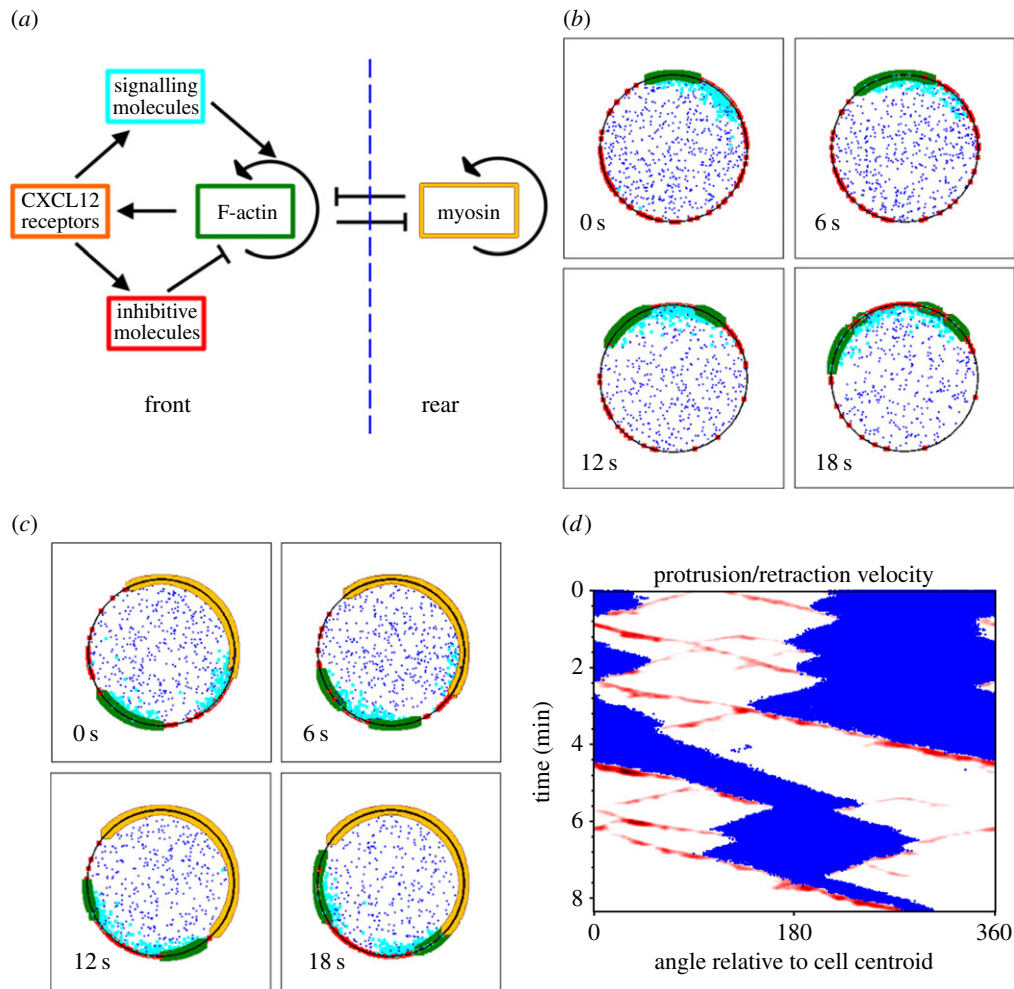 (a)
signalling
molecules
CXCL12
receptors
F-actin
myosin
inhibitive
molecules
front
rear
(b)
0 s
6 s
12 s
18 s
(c)
0 s
6 s
12 s
18 s
(d)
protrusion/retraction velocity
0
2
4
6
8
time (min)
0
180
360
angle relative to cell centroid